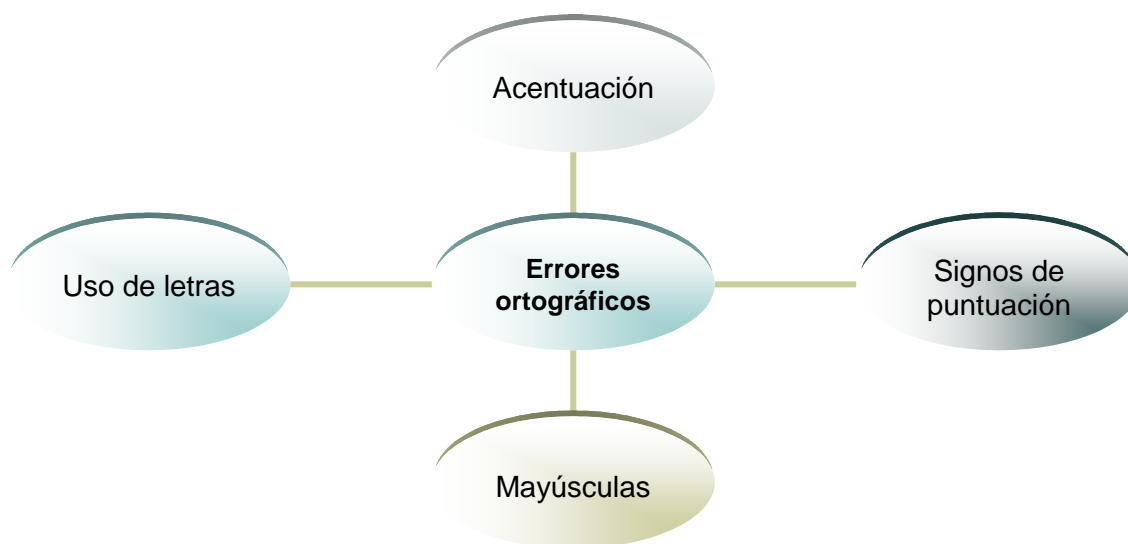 Acentuación
Uso de letras
Errores
ortográficos
Signos de
puntuación
Mayúsculas